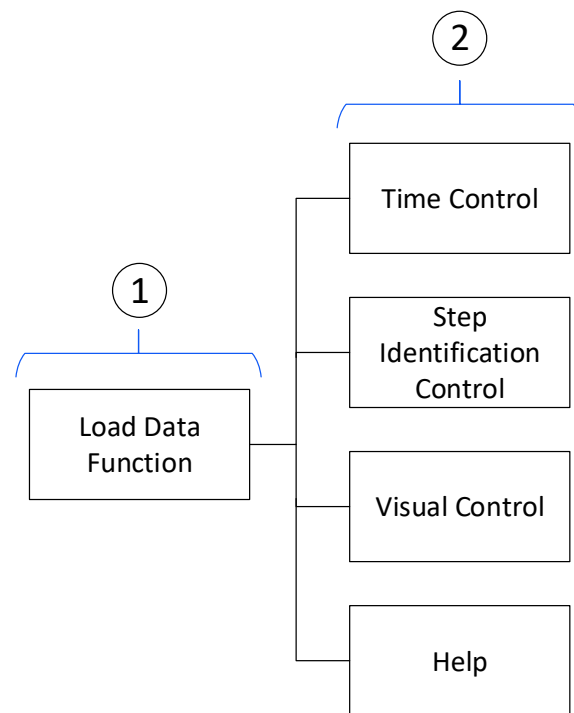 2
Time Control
1
Step
Identification
Control
Load Data
Function
Visual Control
Help